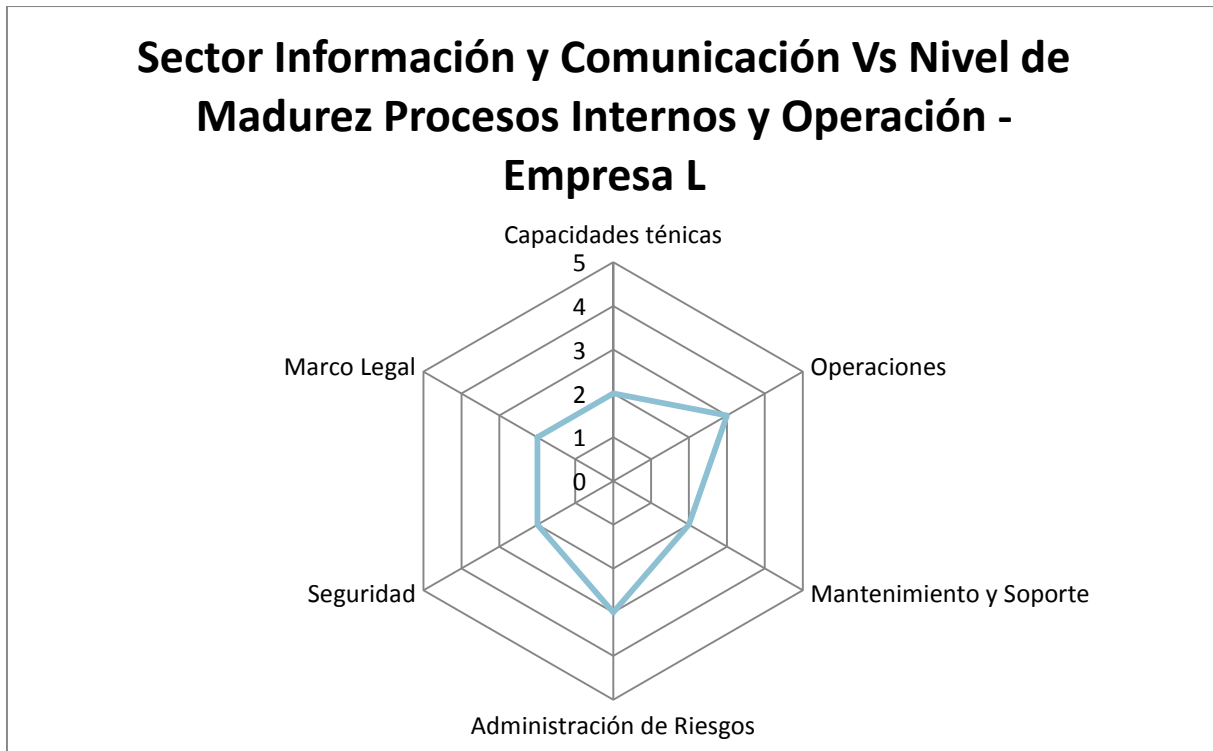 Sector Información y Comunicación Vs Nivel de
Madurez Procesos Internos y Operación -
Empresa L
Capacidades ténicas
5
4
3
2
1
0
Operaciones
Mantenimiento y Soporte
Administración de Riesgos
Seguridad
Marco Legal